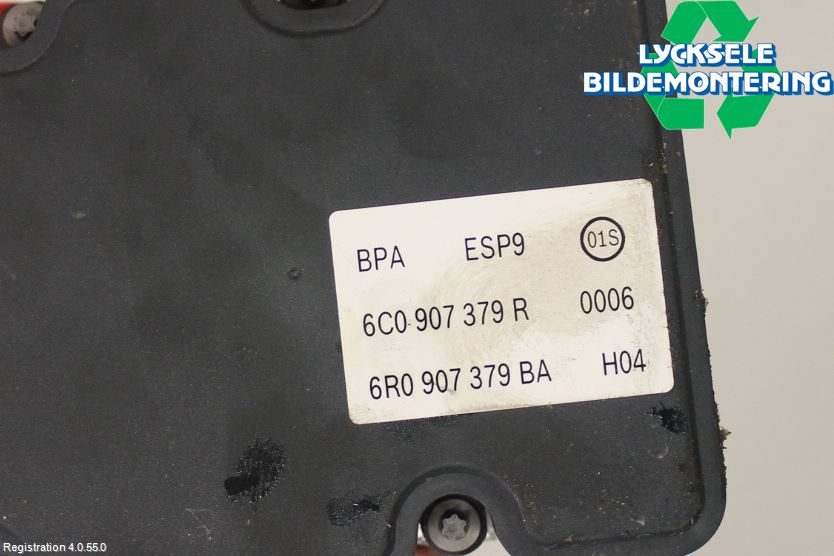 LYCKSELE
BILDEMONTERING
BPA ESP9 01S
6C0 907 379 R 0006
6R0 907 379 BA H04
Registration 4.0.55.0